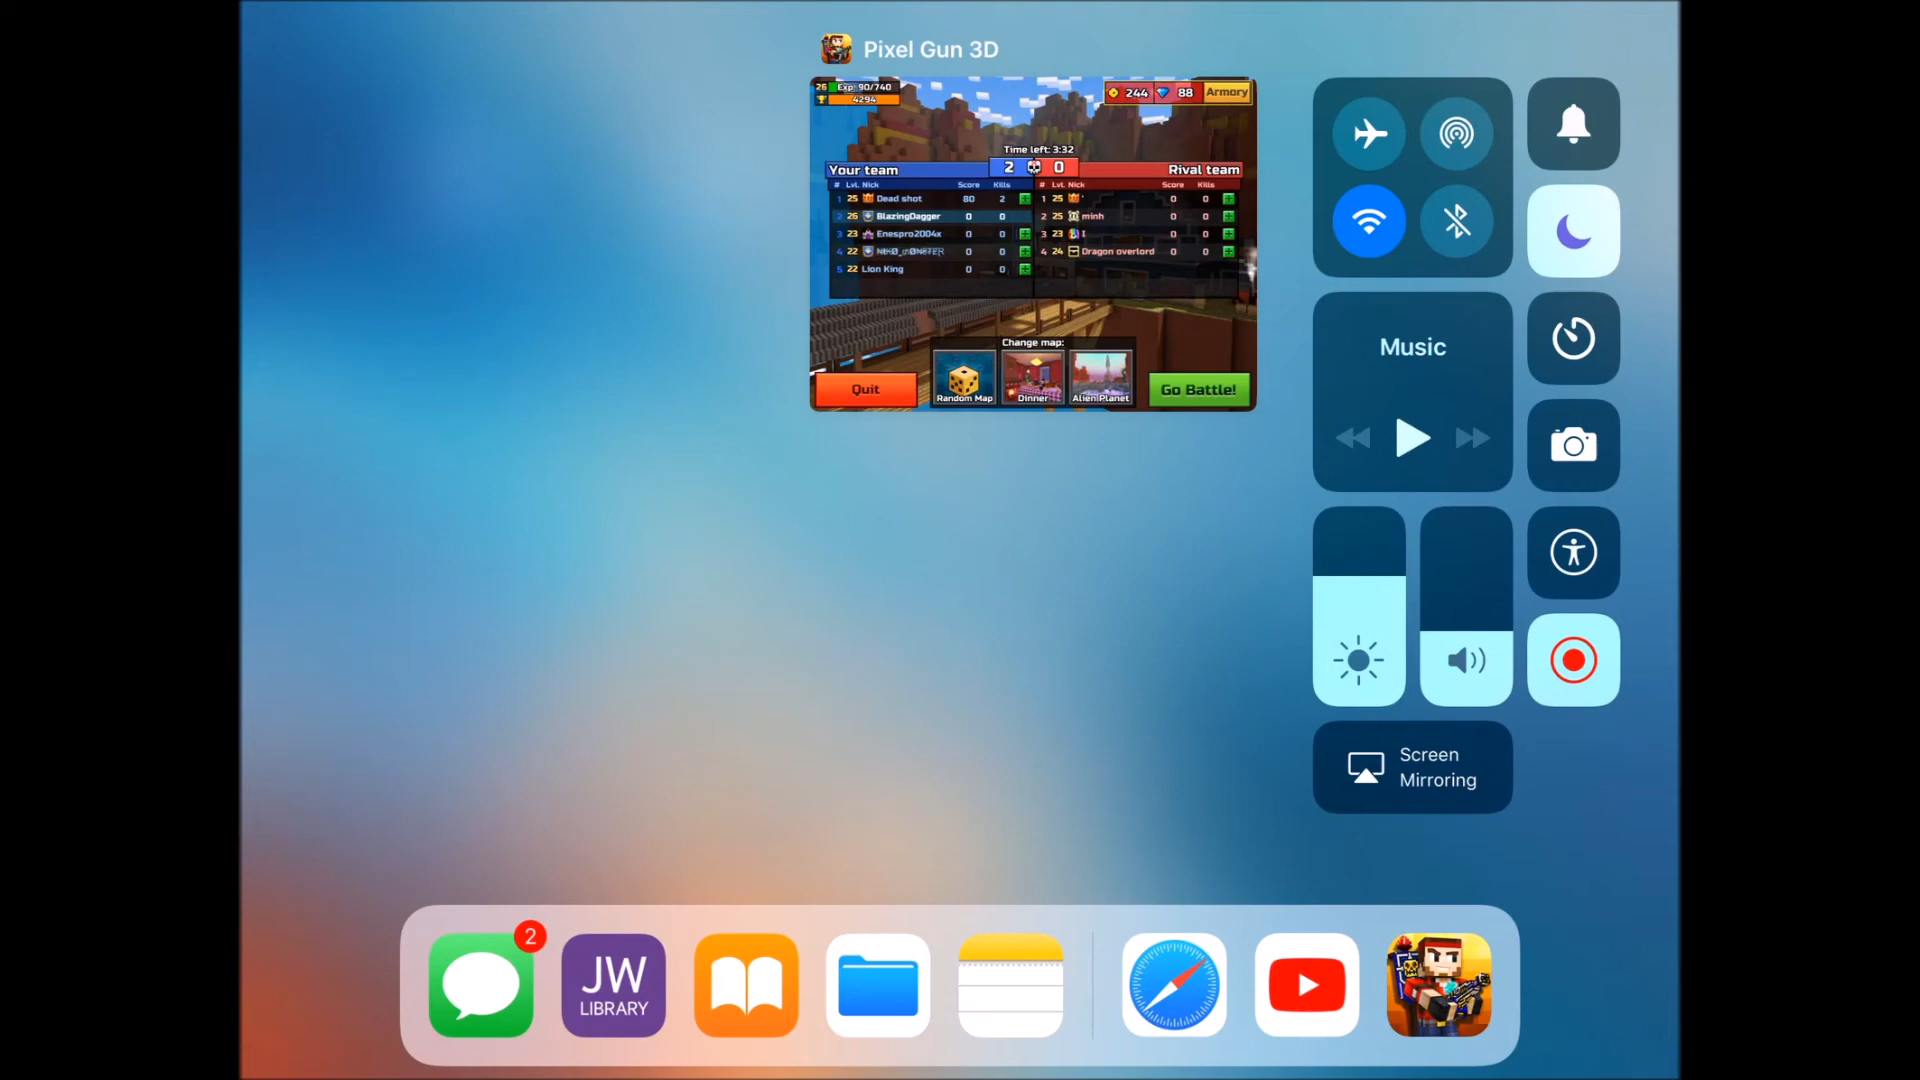 Pixel Gun 3D
26 Exp 90/740
4294
244 88 Armory
Time left: 3:32
Your team 2 0 Rival team
# Lvl Nick Score Kills # Lvl Nick Score Kills
1 25 Dead shot 80 2 1 25 ' 0 0
2 26 BlazingDagger 0 0 2 25 minh 0 0
3 23 Enespro2004x 0 0 3 23 I 0 0
4 22 0 0 4 24 Dragon overlord 0 0
5 22 Lion King 0 0
Change map:
Quit Random Map Dinner Alien Planet Go Battle!
Music
Screen
Mirroring
2
JW
LIBRARY